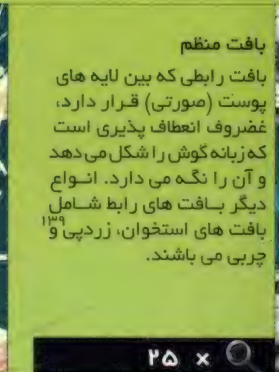 بافت منظم
بافت رابطی که بین لایه های
پوست (صورتی) قرار دارد،
غضروف انعطاف پذیری است
که زبانه گوش را شکل می دهد
و آن را نگه می دارد. انواع
دیگر بافت های رابط شامل
بافت های استخوان، زردپی۱۳۹ و
چربی می باشند.
۲۵ ×